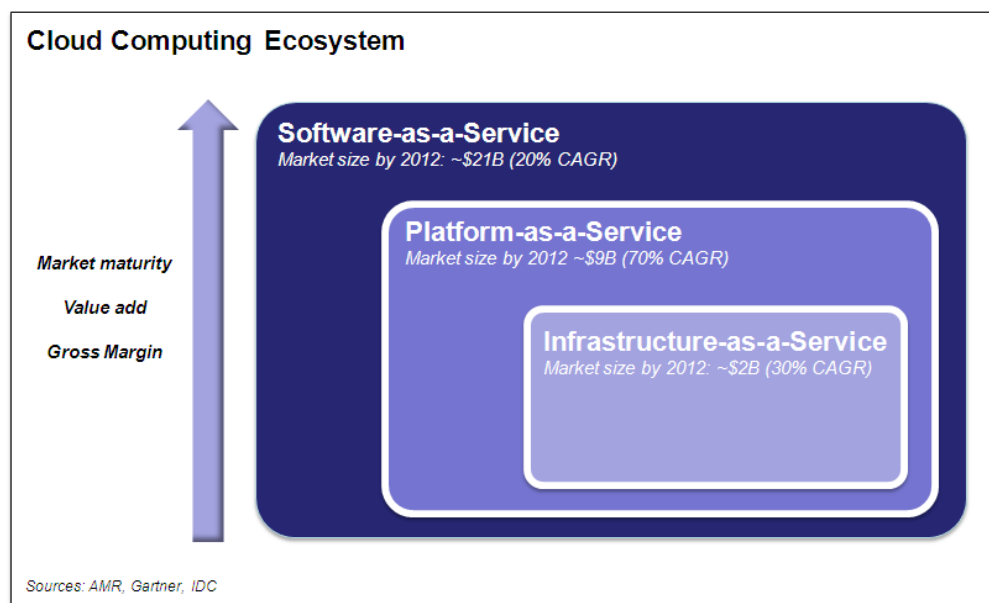 Cloud Computing Ecosystem
Software-as-a-Service
Market size by 2012: ~$21B (20% CAGR)
Platform-as-a-Service
Market size by 2012 ~$9B (70% CAGR)
Market maturity
Value add
Gross Margin
Infrastructure-as-a-Service
Market size by 2012: ~$2B (30% CAGR)
Sources: AMR, Gartner, IDC